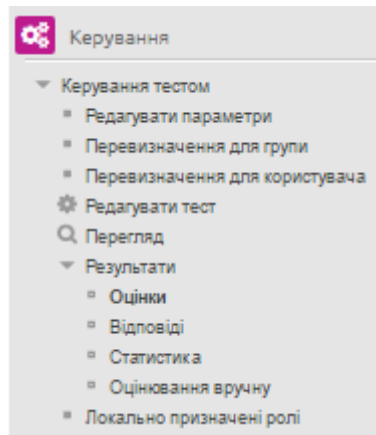 Керування
Керування тестом
Редагувати параметри
Перевизначення для групи
Перевизначення для користувача
Редагувати тест
Перегляд
Результати
Оцінки
Відповіді
Статистика
Оцінювання вручну
Локально призначені ролі